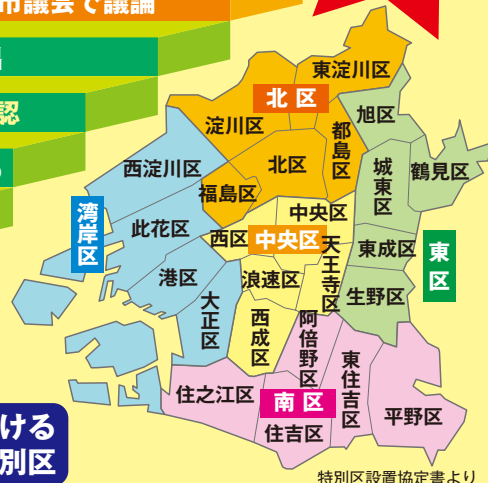 市議会で議論
認
東淀川区
北区
淀川区
旭区
都島区
北区
城東区
鶴見区
西淀川区
福島区
湾岸区
中央区
此花区
西区
中央区
天王寺区
東成区
東区
港区
浪速区
生野区
大正区
西成区
阿倍野区
東住吉区
住之江区
南区
平野区
住吉区
ける
別区
特別区設置協定書より